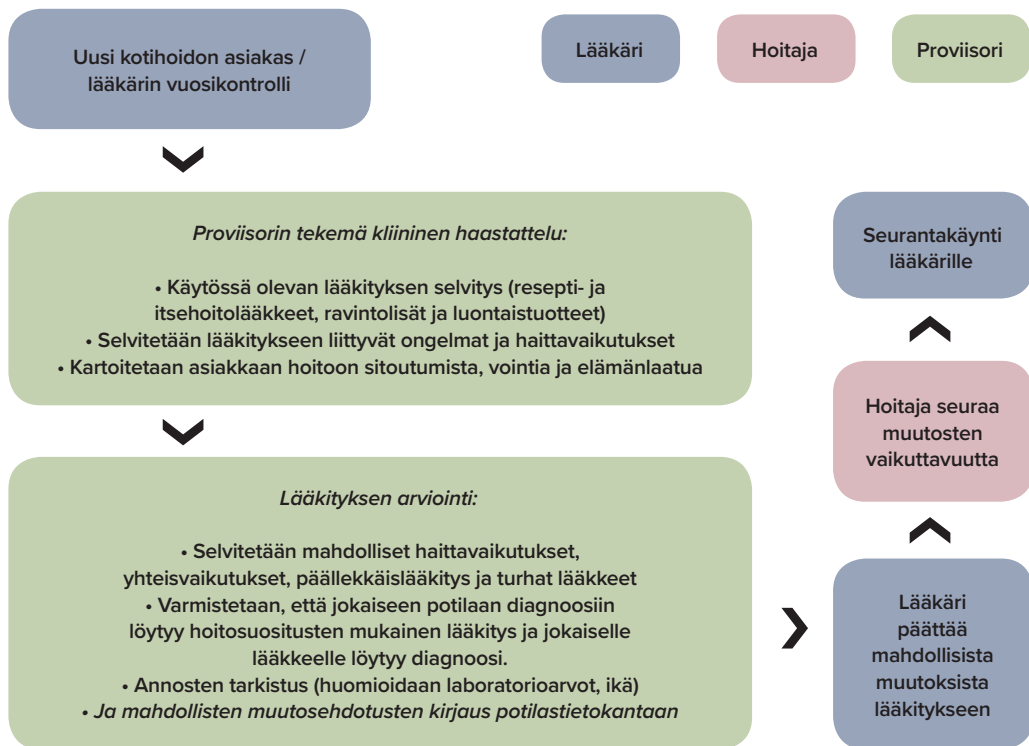 Uusi kotihoidon asiakas /
lääkärin vuosikontrolli
Lääkäri
Hoitaja
Proviisori
Proviisorin tekemä kliininen haastattelu:
• Käytössä olevan lääkityksen selvitys (resepti- ja
itsehoitolääkkeet, ravintolisät ja luontaistuotteet)
• Selvitetään lääkitykseen liittyvät ongelmat ja haittavaikutukset
• Kartoitetaan asiakkaan hoitoon sitoutumista, vointia ja elämänlaatua
Lääkityksen arviointi:
• Selvitetään mahdolliset haittavaikutukset,
yhteisvaikutukset, päällekkäislääkitys ja turhat lääkkeet
• Varmistetaan, että jokaiseen potilaan diagnoosiin
löytyy hoitosuositusten mukainen lääkitys ja jokaiselle
lääkkeelle löytyy diagnoosi.
• Annosten tarkistus (huomioidaan laboratorioarvot, ikä)
• Ja mahdollisten muutosehdotusten kirjaus potilastietokantaan
Lääkäri
päättää
mahdollisista
muutoksista
lääkitykseen
Hoitaja seuraa
muutosten
vaikuttavuutta
Seurantakäynti
lääkärille